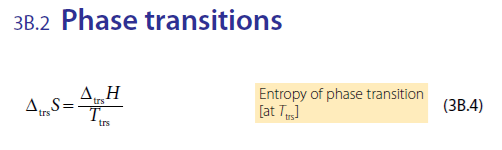 3B.2 Phase transitions
ΔtrsS = ΔtrsH / Ttrs
Entropy of phase transition
[at Ttrs]
(3B.4)